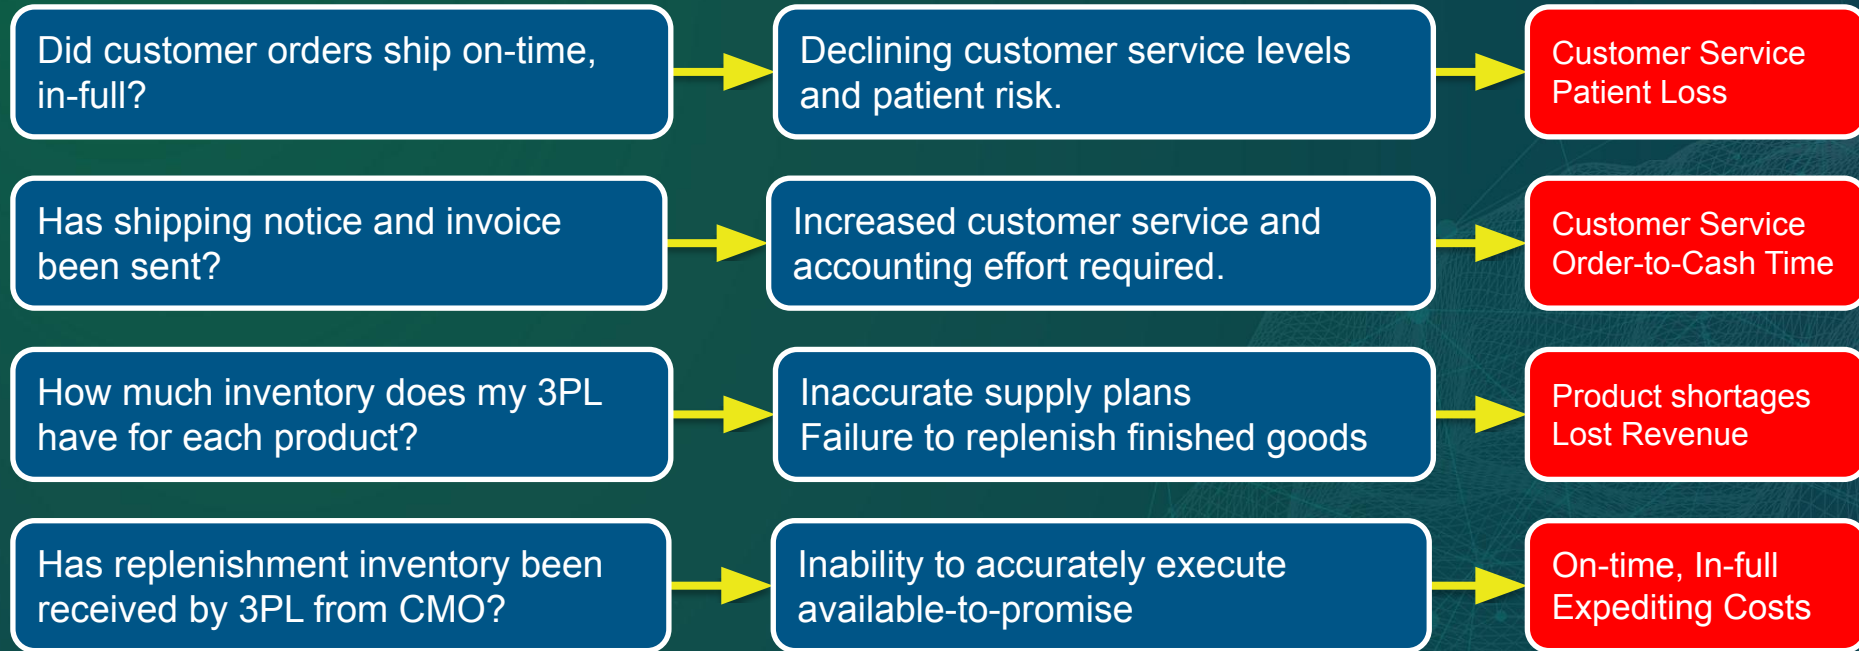 Did customer orders ship on-time,
in-full?
Declining customer service levels
and patient risk.
Customer Service
Patient Loss
Has shipping notice and invoice
been sent?
Increased customer service and
accounting effort required.
Customer Service
Order-to-Cash Time
How much inventory does my 3PL
have for each product?
Inaccurate supply plans
Failure to replenish finished goods
Product shortages
Lost Revenue
Has replenishment inventory been
received by 3PL from CMO?
Inability to accurately execute
available-to-promise
On-time, In-full
Expediting Costs